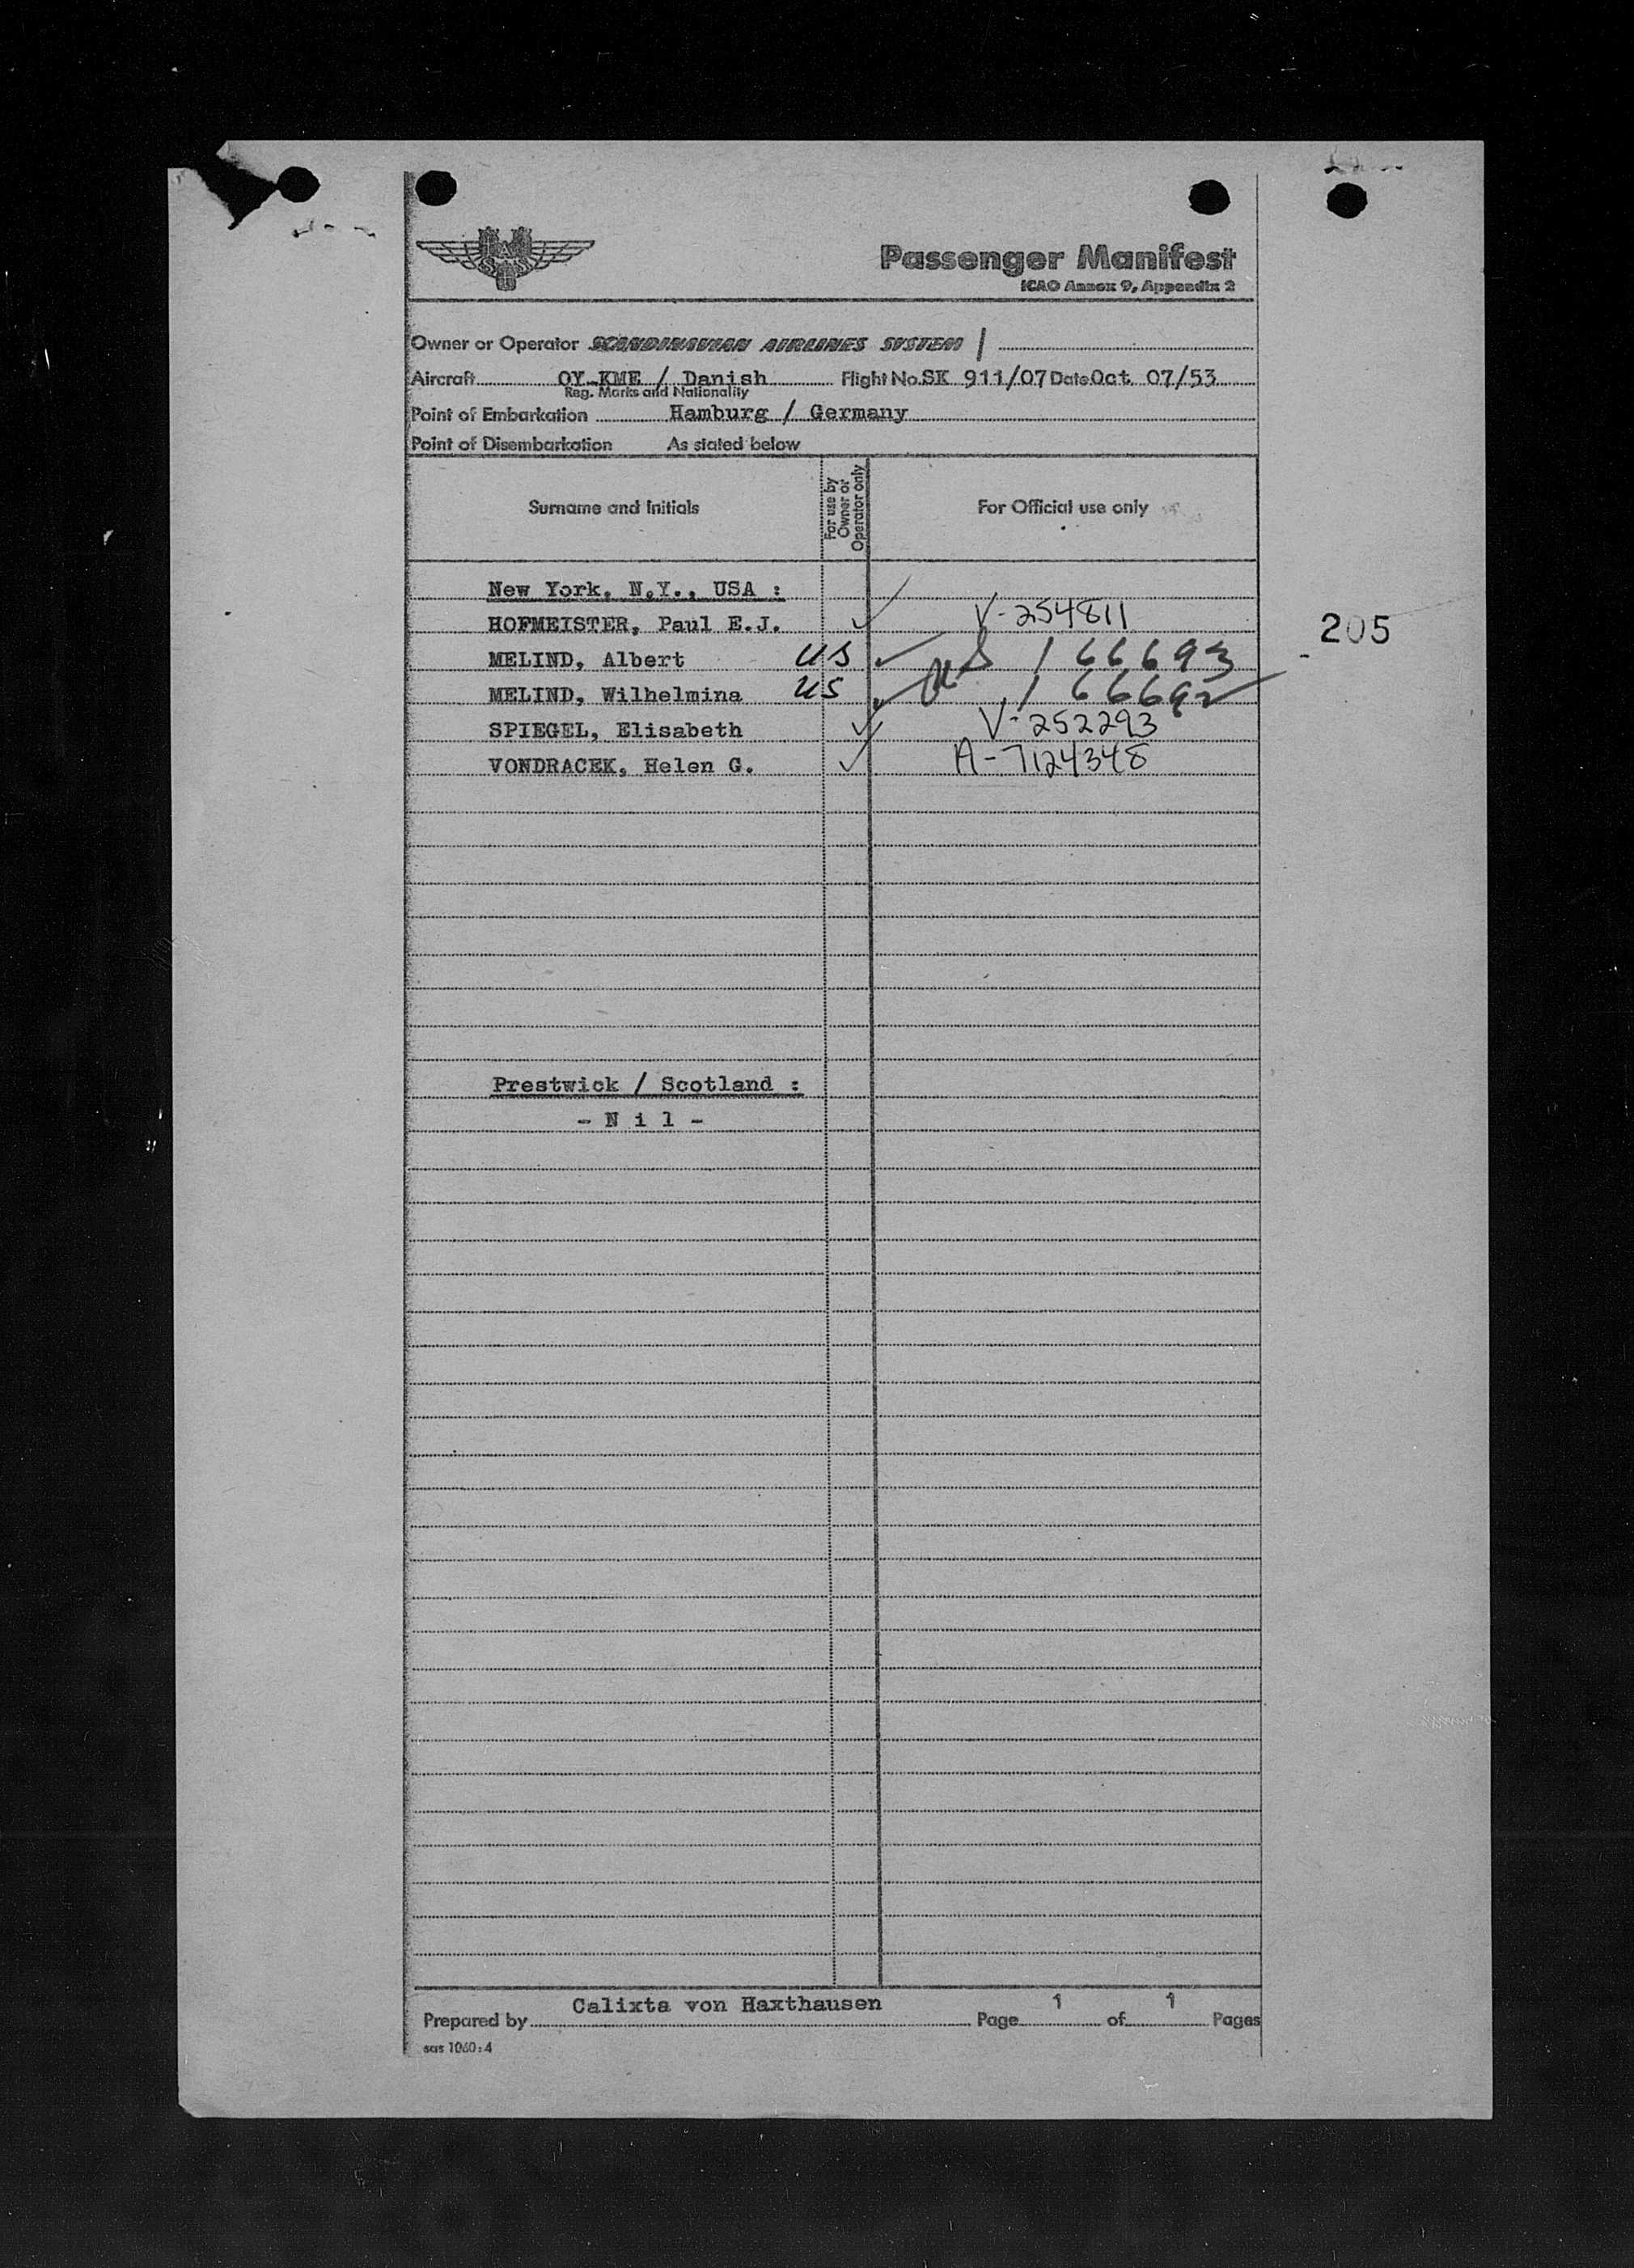 SAS
Passenger Manifest
ICAO Annex 9, Appendix 2
Owner or Operator SCANDINAVIAN AIRLINES SYSTEM /
Aircraft OY-KME / Danish Flight No. SK 911/07 Date Oct 07/53
Reg. Marks and Nationality
Point of Embarkation Hamburg / Germany
Point of Disembarkation As stated below
Surname and Initials For use by Owner or Operator only For Official use only
New York, N.Y., USA :
HOFMEISTER, Paul E.J. ✓ V-254811
205
MELIND, Albert US ✓ 166693
MELIND, Wilhelmina US ✓ 166692
SPIEGEL, Elisabeth ✓ V-252293
VONDRACEK, Helen G. ✓ A-7124348
Prestwick / Scotland :
- N i l -
Calixta von Haxthausen 1 1
Prepared by Page of Pages
sas 1060:4